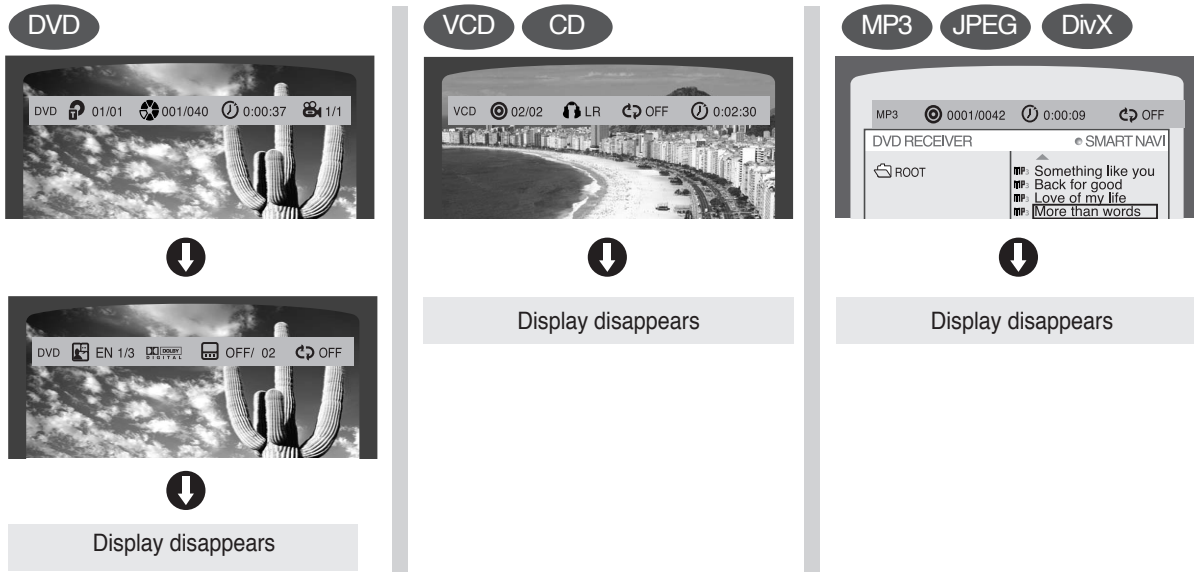 DVD
DVD 01/01 001/040 0:00:37 1/1
DVD EN 1/3 DOLBY DIGITAL OFF/ 02 OFF
Display disappears
VCD CD
VCD 02/02 LR OFF 0:02:30
Display disappears
MP3 JPEG DivX
MP3 0001/0042 0:00:09 OFF
DVD RECEIVER SMART NAVI
ROOT
Something like you
Back for good
Love of my life
More than words
Display disappears